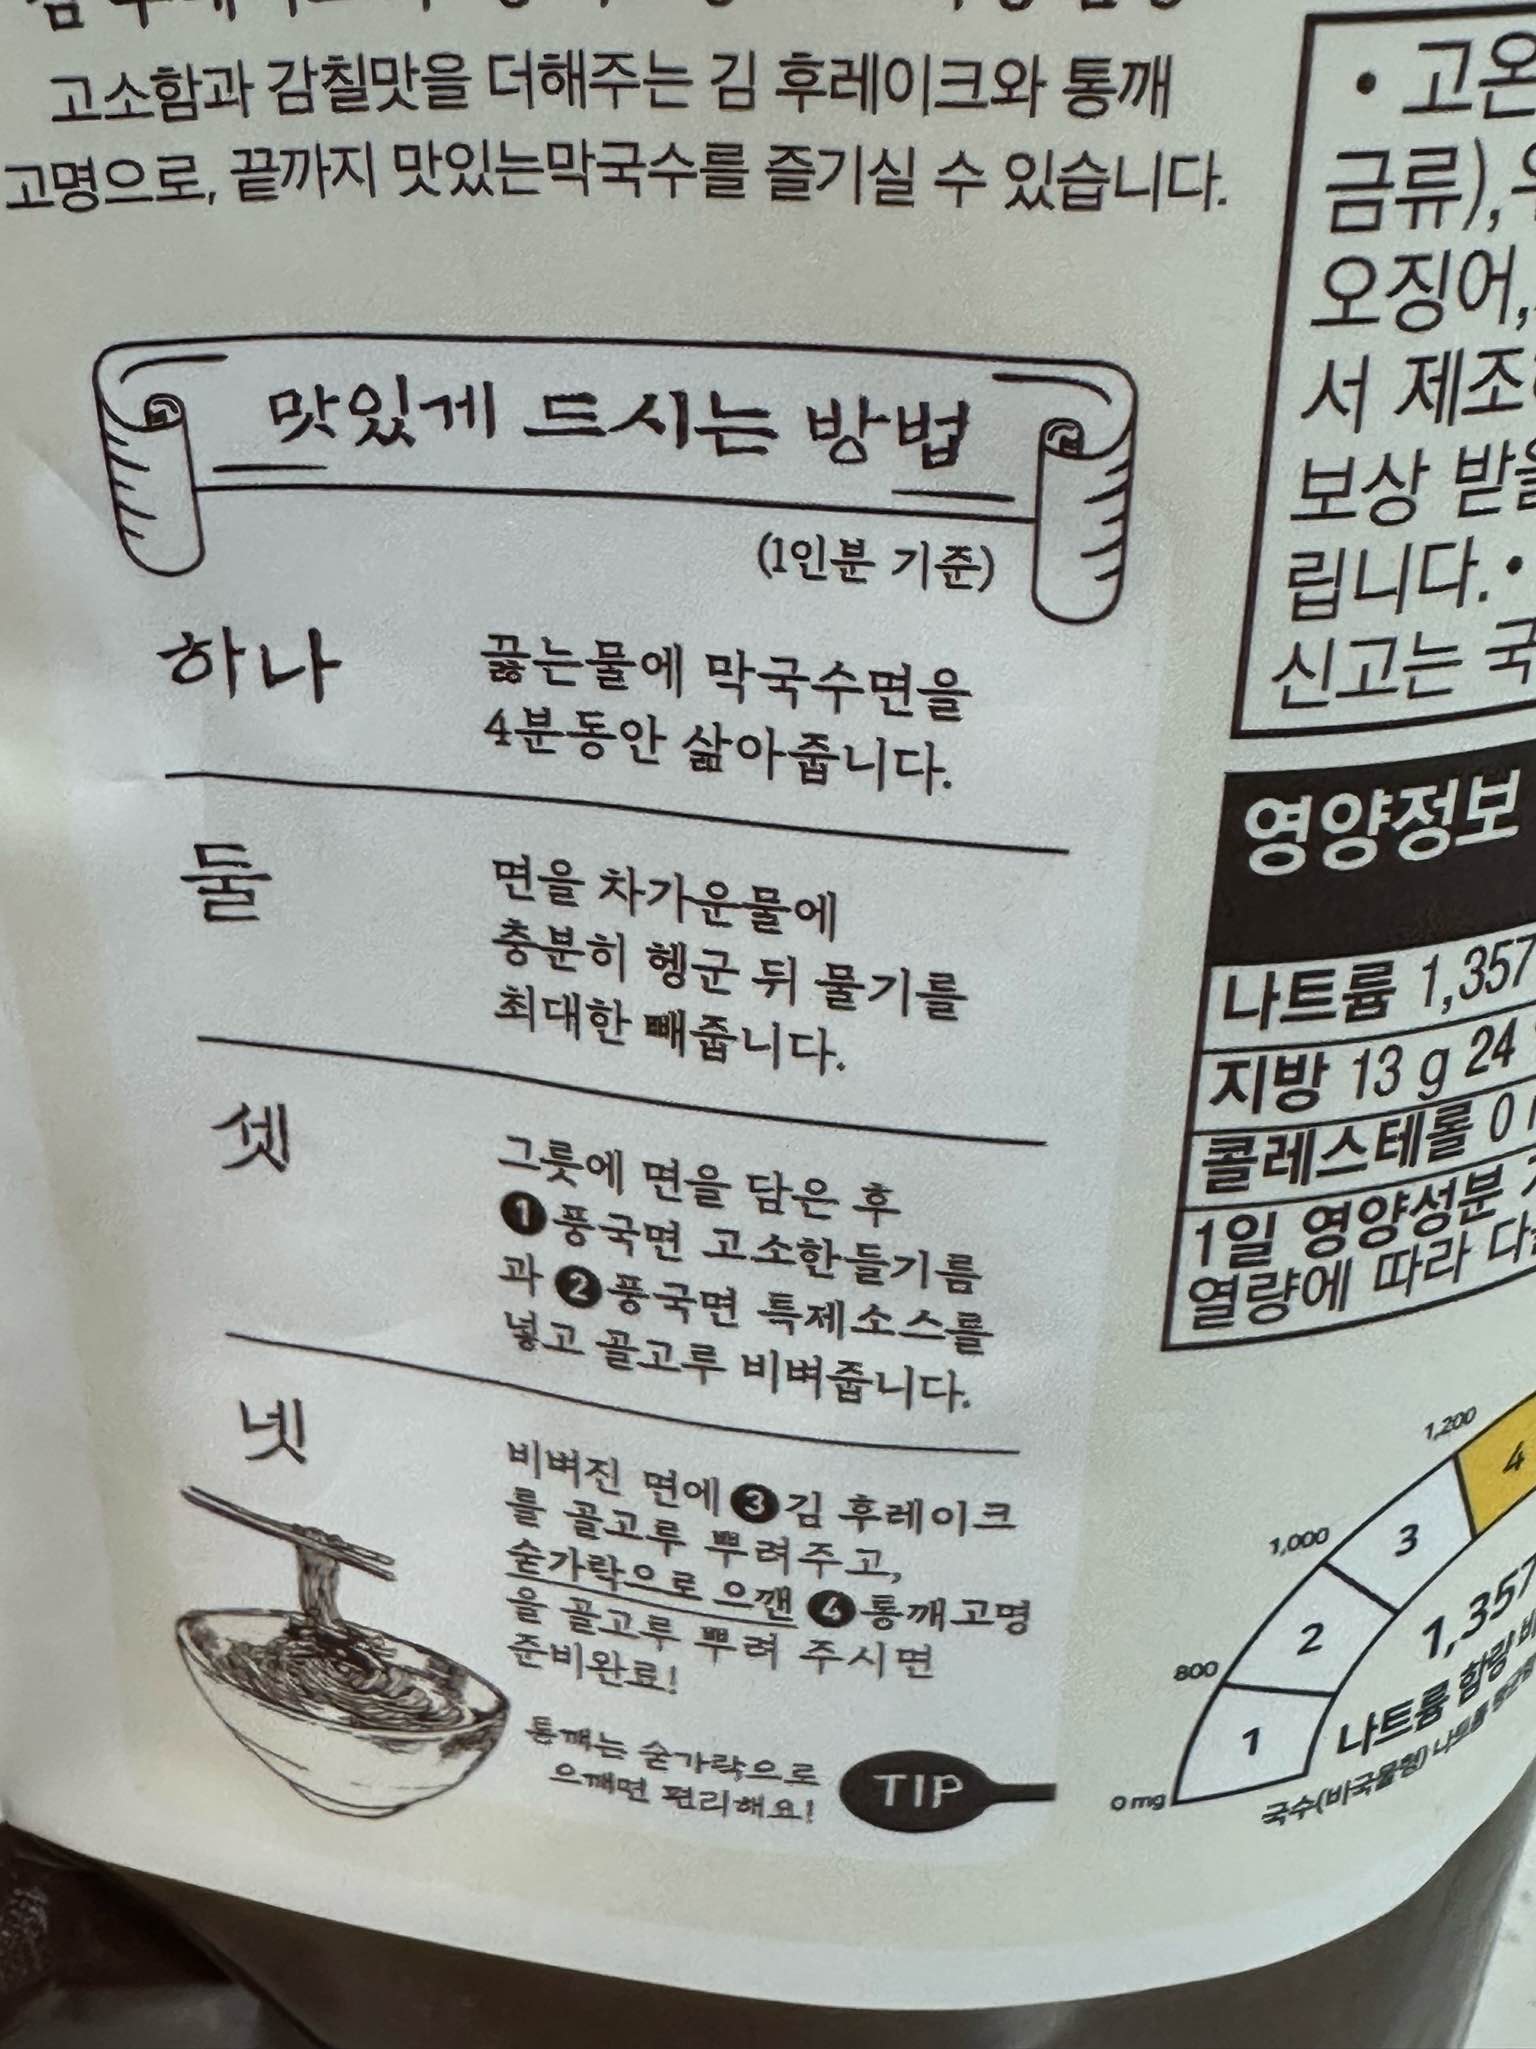 고소함과 감칠맛을 더해주는 김 후레이크와 통깨
고명으로, 끝까지 맛있는막국수를 즐기실 수 있습니다.
맛있게 드시는 방법
(1인분 기준)
하나
끓는물에 막국수면을
4분동안 삶아줍니다.
둘
면을 차가운물에
충분히 헹군 뒤 물기를
최대한 빼줍니다.
셋
그릇에 면을 담은 후
❶풍국면 고소한들기름
과 ❷풍국면 특제소스를
넣고 골고루 비벼줍니다.
넷
비벼진 면에 ❸김 후레이크
를 골고루 뿌려주고,
숟가락으로 으깬 ❹통깨고명
을 골고루 뿌려 주시면
준비완료!
통깨는 숟가락으로
으깨면 편리해요!
TIP
• 고온
금류),
오징어,
서 제조
보상 받을
립니다. •
신고는 국
영양정보
나트륨 1,357
지방 13 g 24
콜레스테롤 0
1일 영양성분
열량에 따라
1,200
4
1,000
3
800
2
1
0 mg
1,357
나트륨 함량
국수(비국물형)